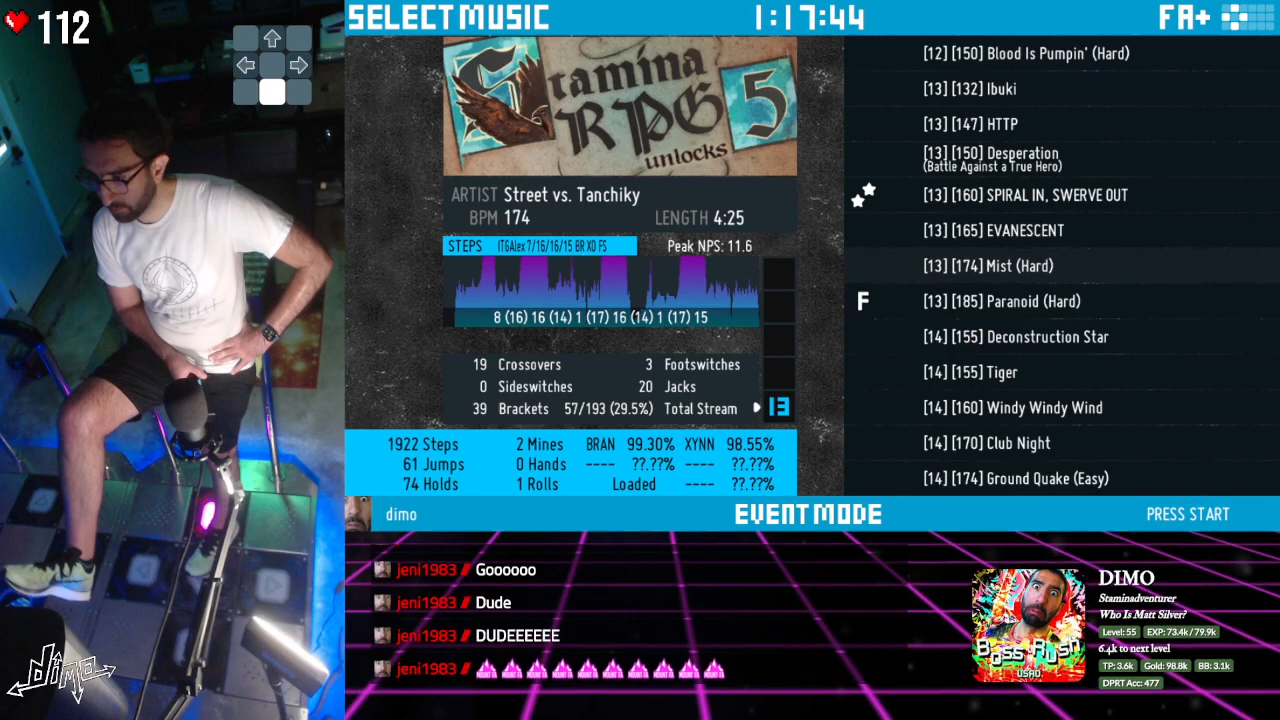 112
SELECT MUSIC
1:17:44
FA+
Stamina
RPG 5
unlocks
ARTIST Street vs. Tanchiky
BPM 174 LENGTH 4:25
STEPS ITGAlex 7/16/16/15 BR XO FS Peak NPS: 11.6
8 (16) 16 (14) 1 (17) 16 (14) 1 (17) 15
19 Crossovers 3 Footswitches
0 Sideswitches 20 Jacks
39 Brackets 57/193 (29.5%) Total Stream 13
1922 Steps 2 Mines BRAN 99.30% XYNN 98.55%
61 Jumps 0 Hands ---- ??.??% ---- ??.??%
74 Holds 1 Rolls Loaded ---- ??.??%
[12] [150] Blood Is Pumpin' (Hard)
[13] [132] Ibuki
[13] [147] HTTP
[13] [150] Desperation
(Battle Against a True Hero)
[13] [160] SPIRAL IN, SWERVE OUT
[13] [165] EVANESCENT
[13] [174] Mist (Hard)
F [13] [185] Paranoid (Hard)
[14] [155] Deconstruction Star
[14] [155] Tiger
[14] [160] Windy Windy Wind
[14] [170] Club Night
[14] [174] Ground Quake (Easy)
dimo EVENT MODE PRESS START
jeni1983 // Goooooo
jeni1983 // Dude
jeni1983 // DUDEEEEEE
jeni1983 //
BOSS RUSH
USAO
DIMO
Staminadventurer
Who Is Matt Silver?
Level: 55 EXP: 73.4k / 79.9k
6.4k to next level
TP: 3.6k Gold: 98.8k BB: 3.1k
DPRT Acc: 477
dimo